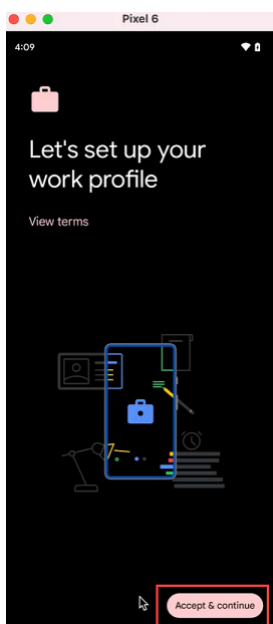 Pixel 6
4:09
Let's set up your
work profile
View terms
Accept & continue